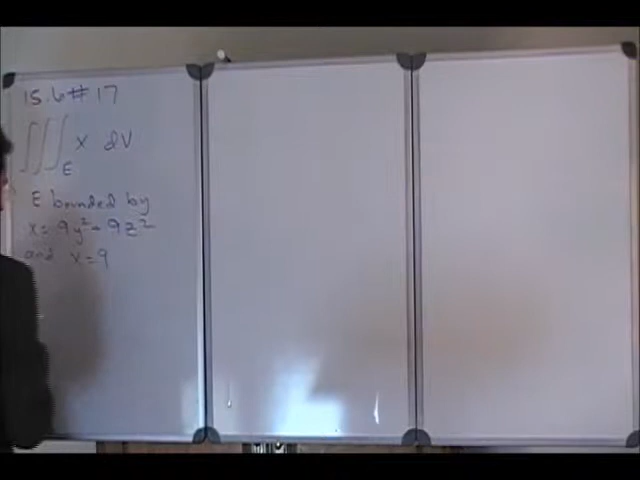 15.6 # 17
∭_E x dV
E bounded by
x = 9y² - 9z²
and x = 9